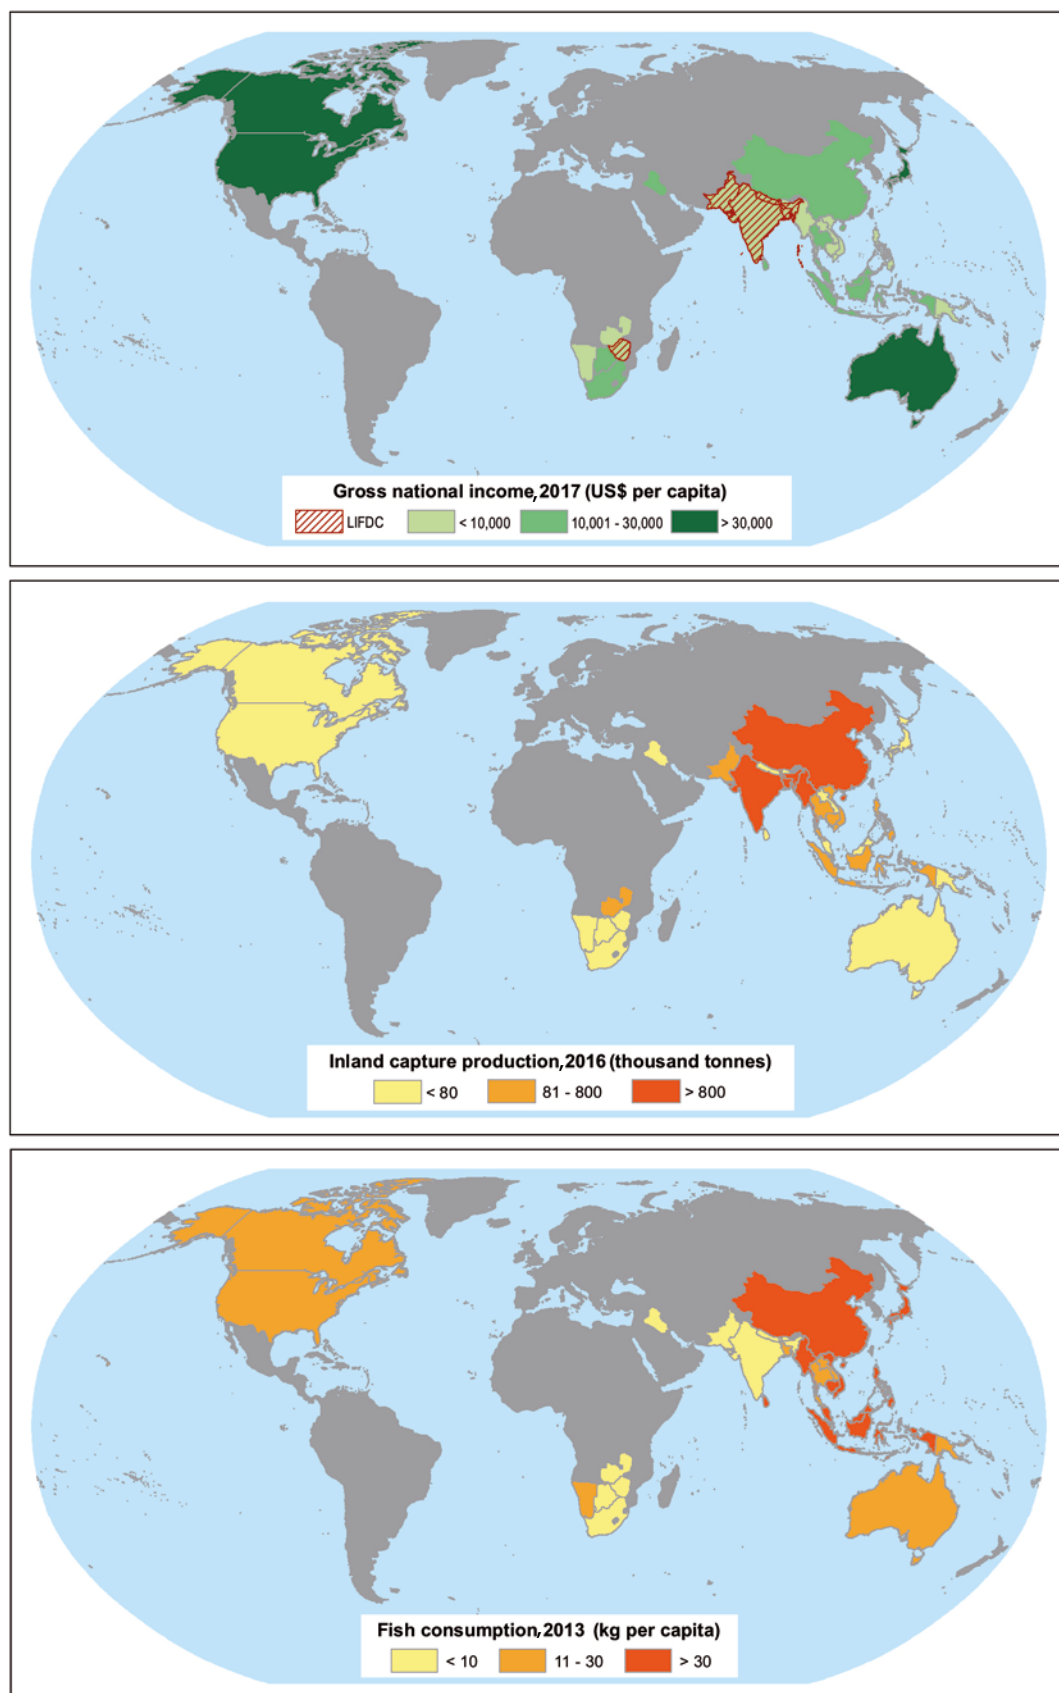 Gross national income, 2017 (US$ per capita)
LIFDC < 10,000 10,001 - 30,000 > 30,000
Inland capture production, 2016 (thousand tonnes)
< 80 81 - 800 > 800
Fish consumption, 2013 (kg per capita)
< 10 11 - 30 > 30